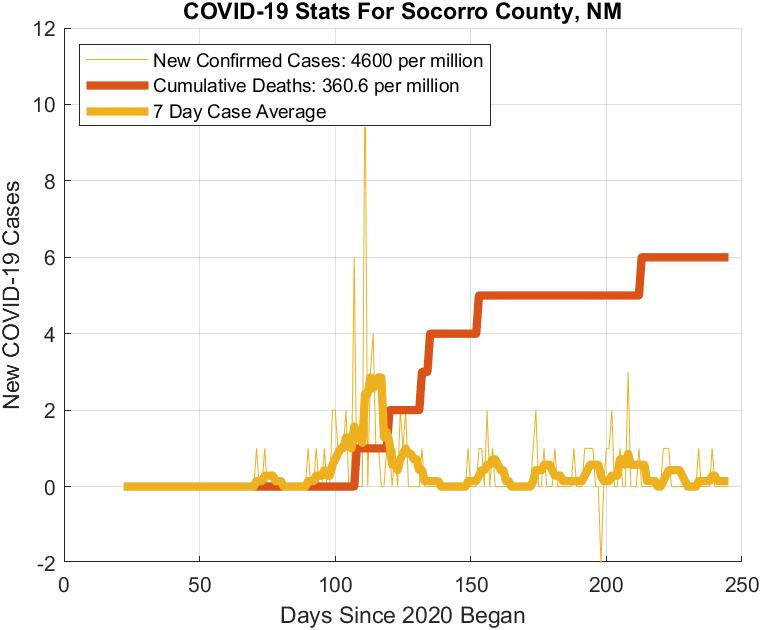 COVID-19 Stats For Socorro County, NM
12
New Confirmed Cases: 4600 per million
Cumulative Deaths: 360.6 per million
7 Day Case Average
10
8
6
4
2
0
-2
New COVID-19 Cases
0 50 100 150 200 250
Days Since 2020 Began